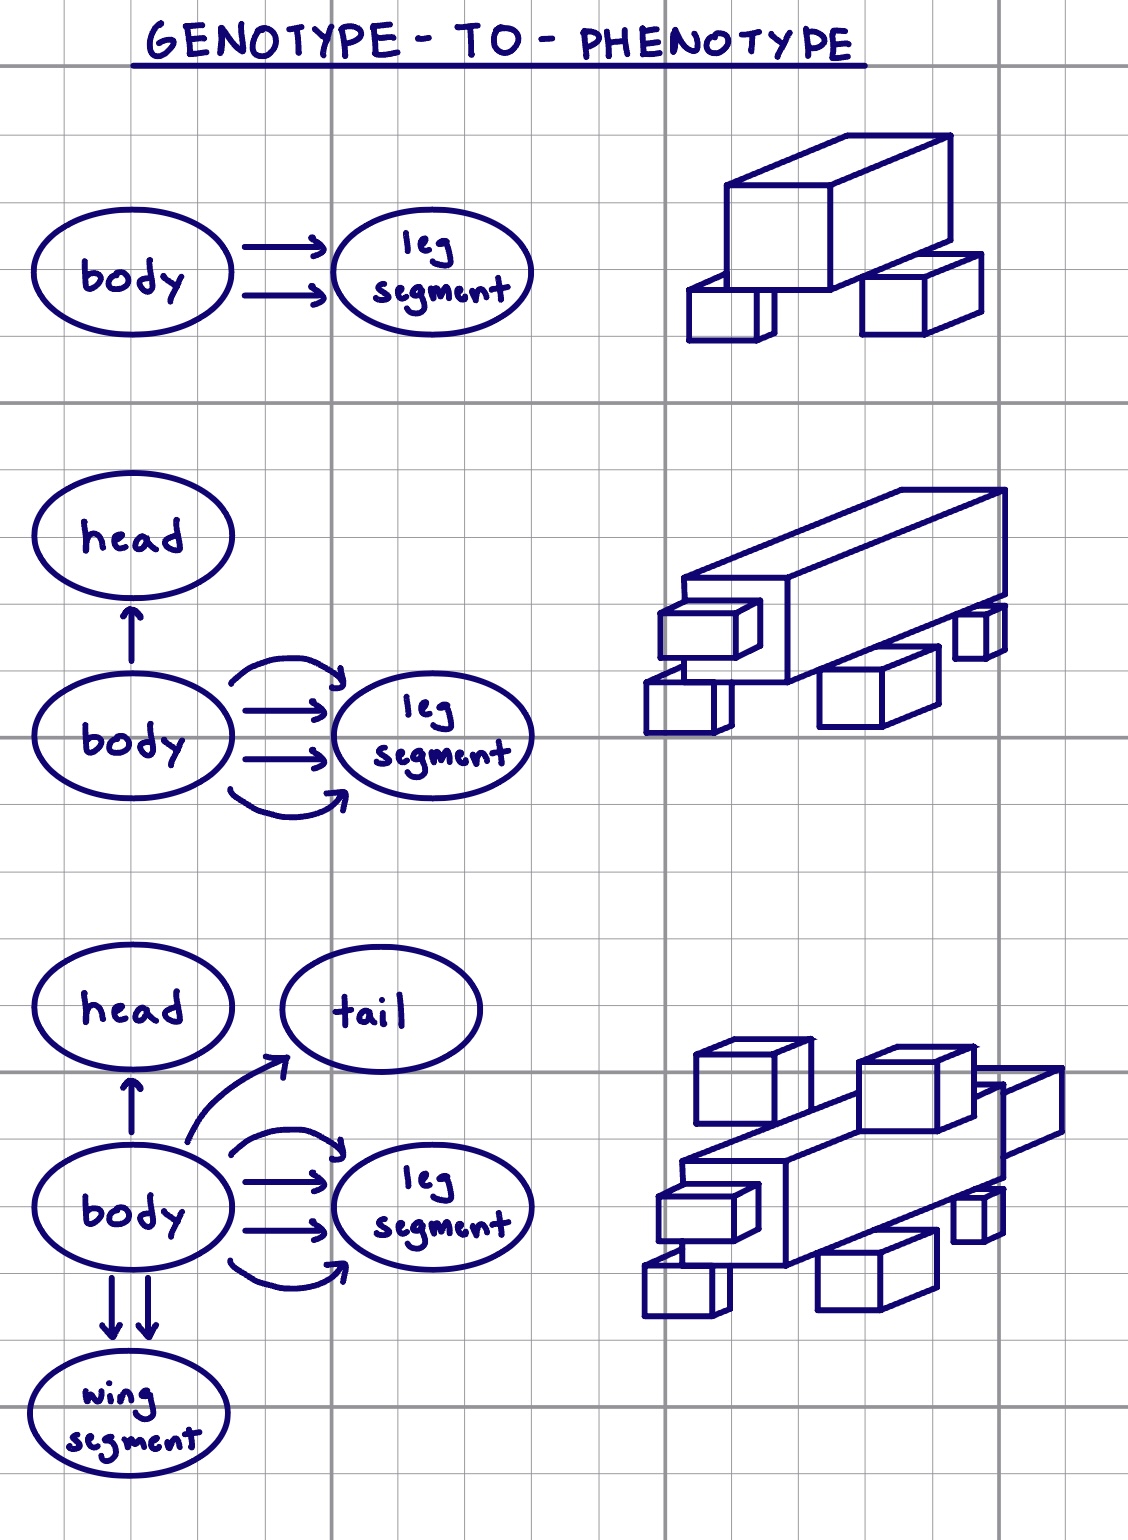 GENOTYPE - TO - PHENOTYPE
body
leg
segment
head
body
leg
segment
head
tail
body
leg
segment
wing
segment